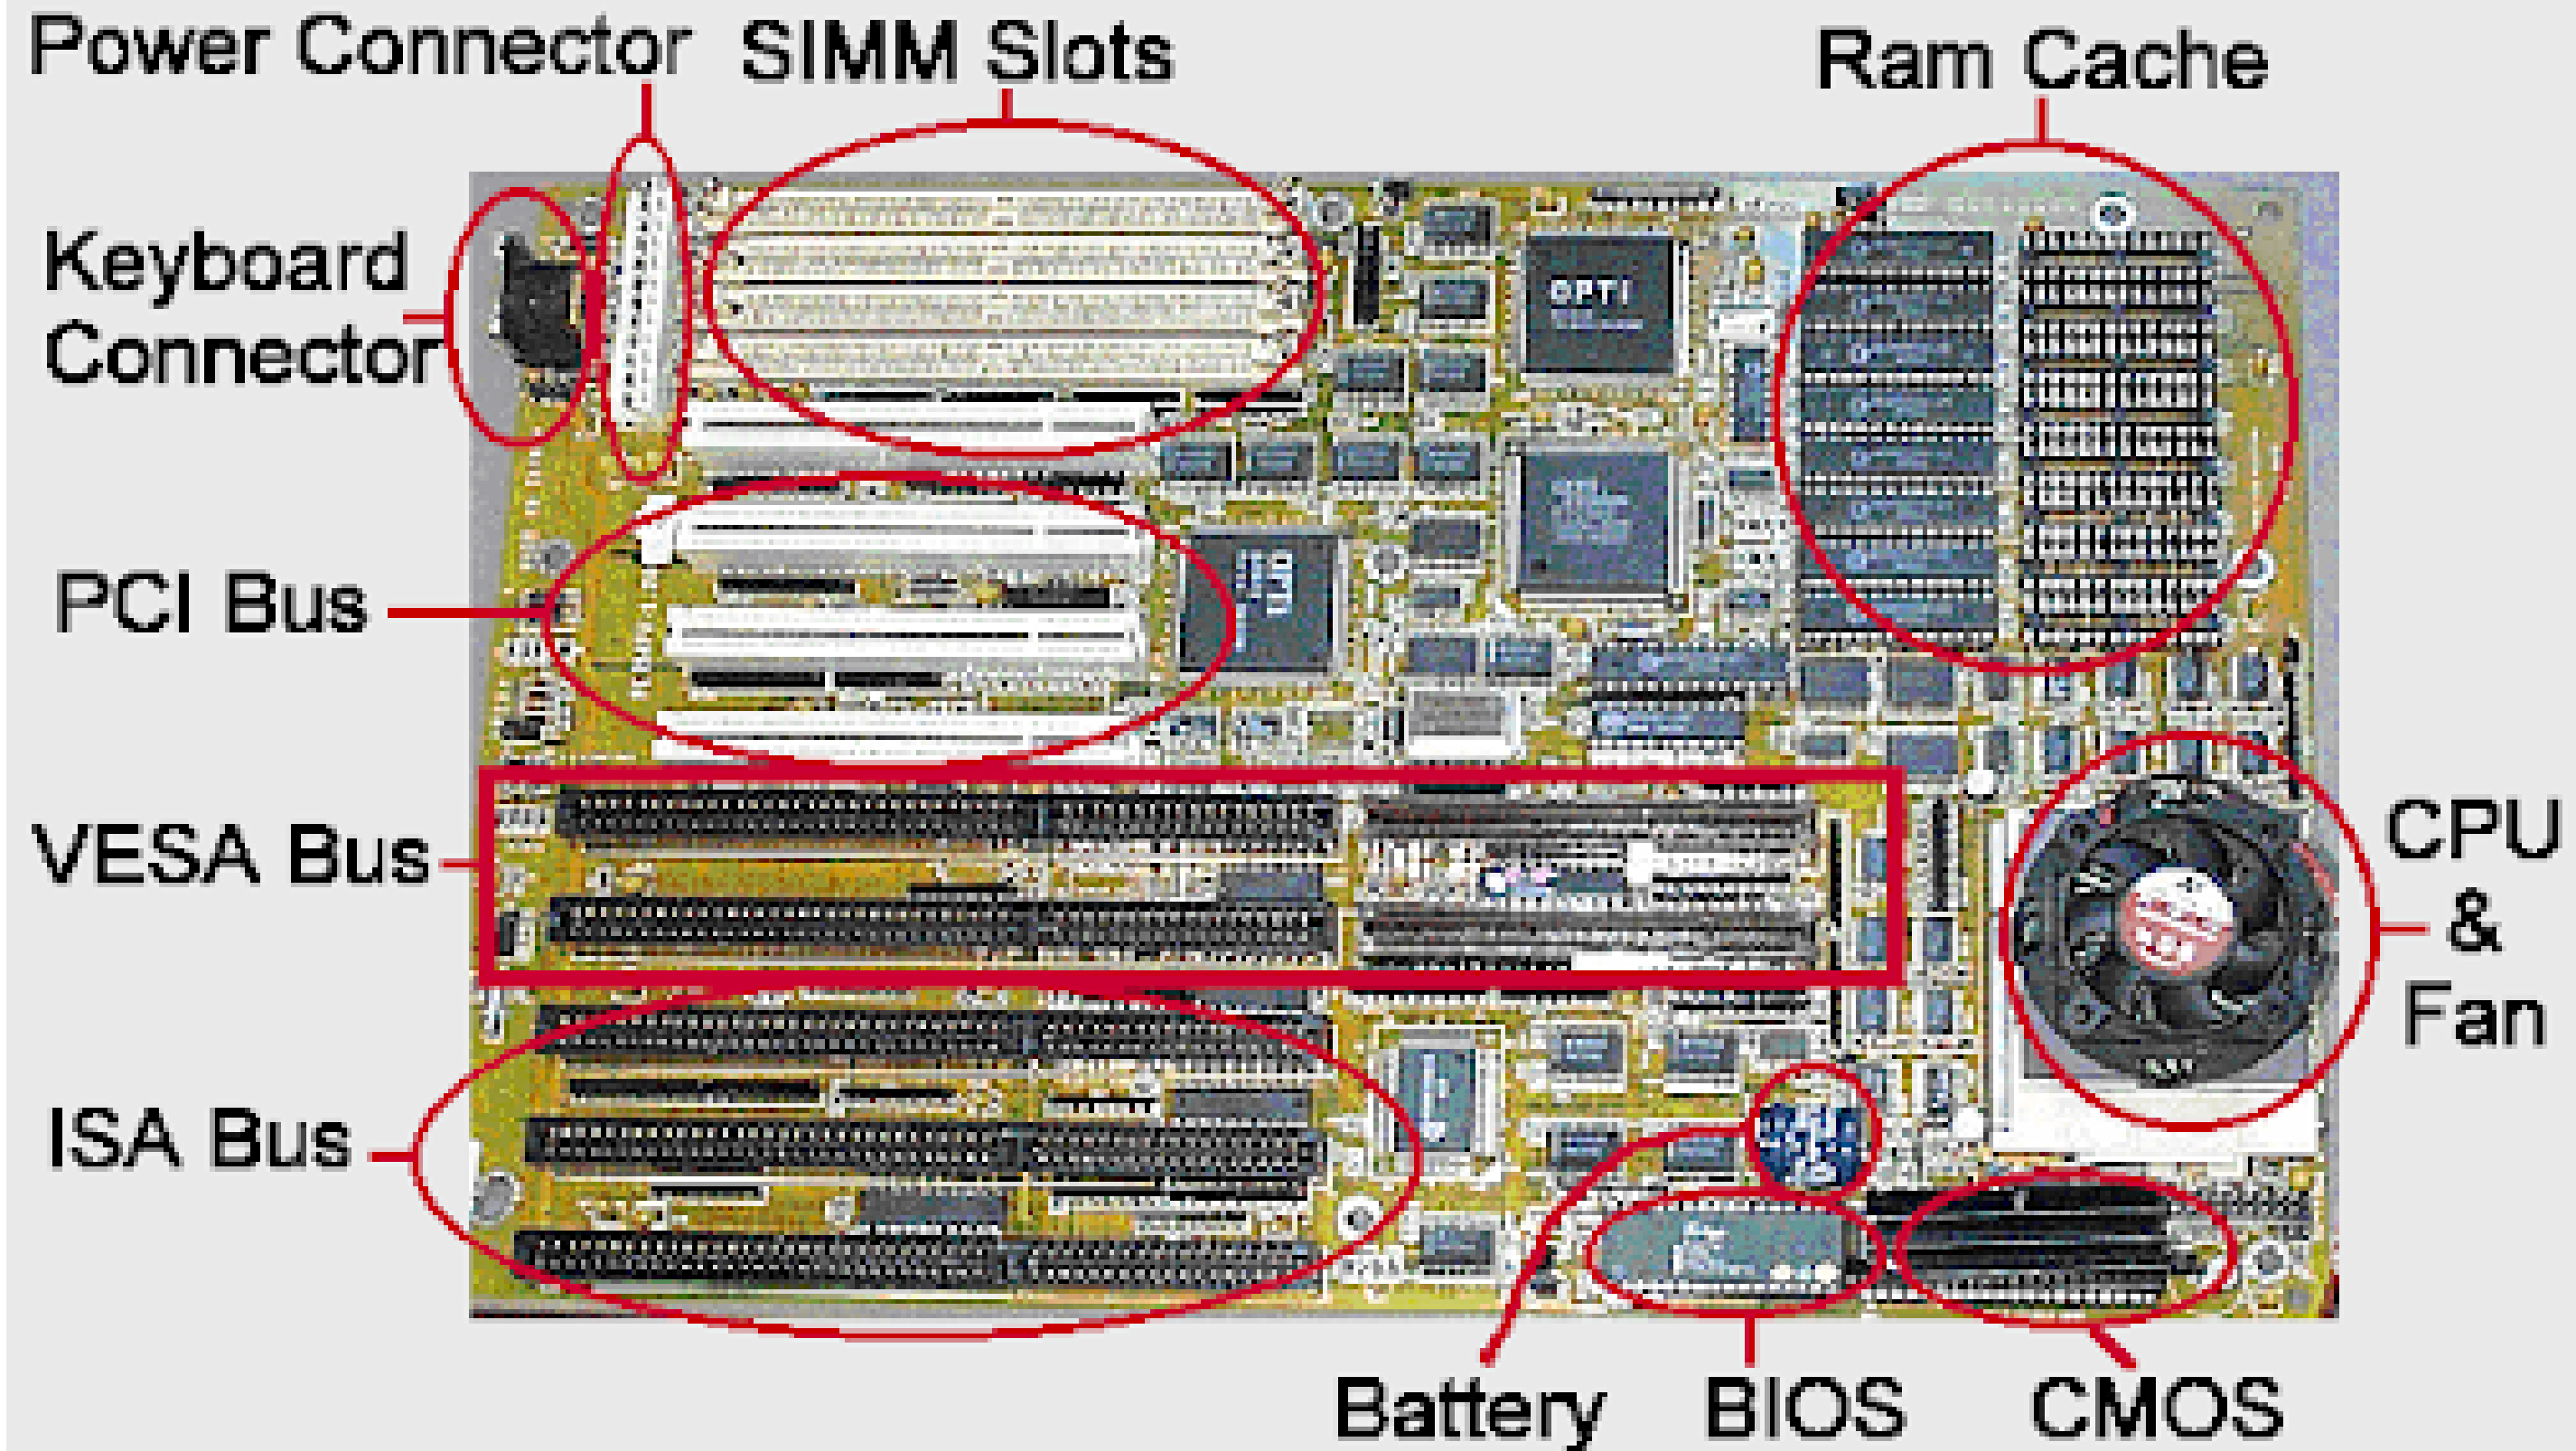 Power Connector
SIMM Slots
Ram Cache
Keyboard
Connector
OPTi
PCI Bus
VESA Bus
CPU
&
Fan
ISA Bus
Battery
BIOS
CMOS